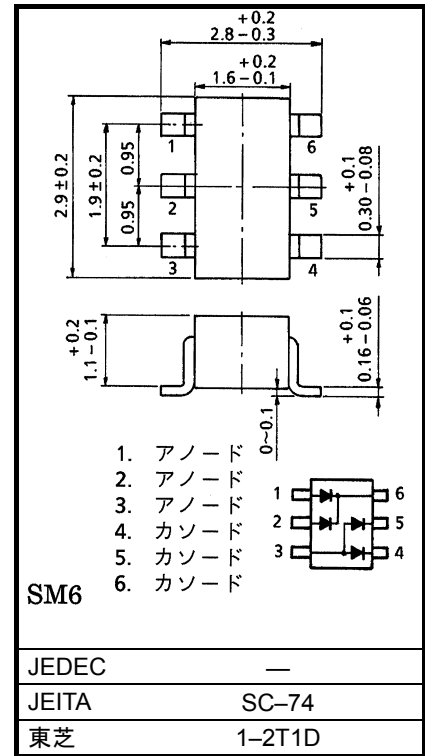 +0.2
2.8−0.3
+0.2
1.6−0.1
2.9±0.2
1.9±0.2
0.95
0.95
1
2
3
6
5
4
+0.1
0.30−0.08
+0.2
1.1−0.1
+0.1
0.16−0.06
0~0.1
1. アノード
2. アノード
3. アノード
4. カソード
5. カソード
6. カソード
1
2
3
6
5
4
SM6
JEDEC —
JEITA SC–74
東芝 1–2T1D